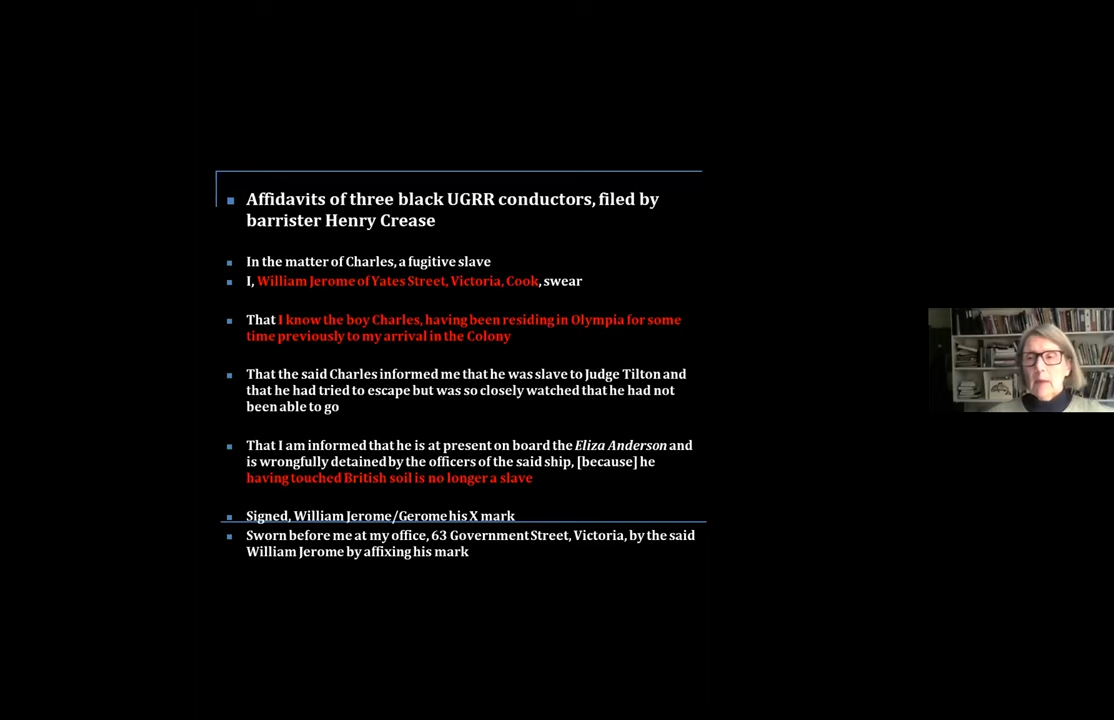 Affidavits of three black UGRR conductors, filed by
barrister Henry Crease
In the matter of Charles, a fugitive slave
I, William Jerome of Yates Street, Victoria, Cook, swear
That I know the boy Charles, having been residing in Olympia for some
time previously to my arrival in the Colony
That the said Charles informed me that he was slave to Judge Tilton and
that he had tried to escape but was so closely watched that he had not
been able to go
That I am informed that he is at present on board the Eliza Anderson and
is wrongfully detained by the officers of the said ship, [because] he
having touched British soil is no longer a slave
Signed, William Jerome/Gerome his X mark
Sworn before me at my office, 63 Government Street, Victoria, by the said
William Jerome by affixing his mark